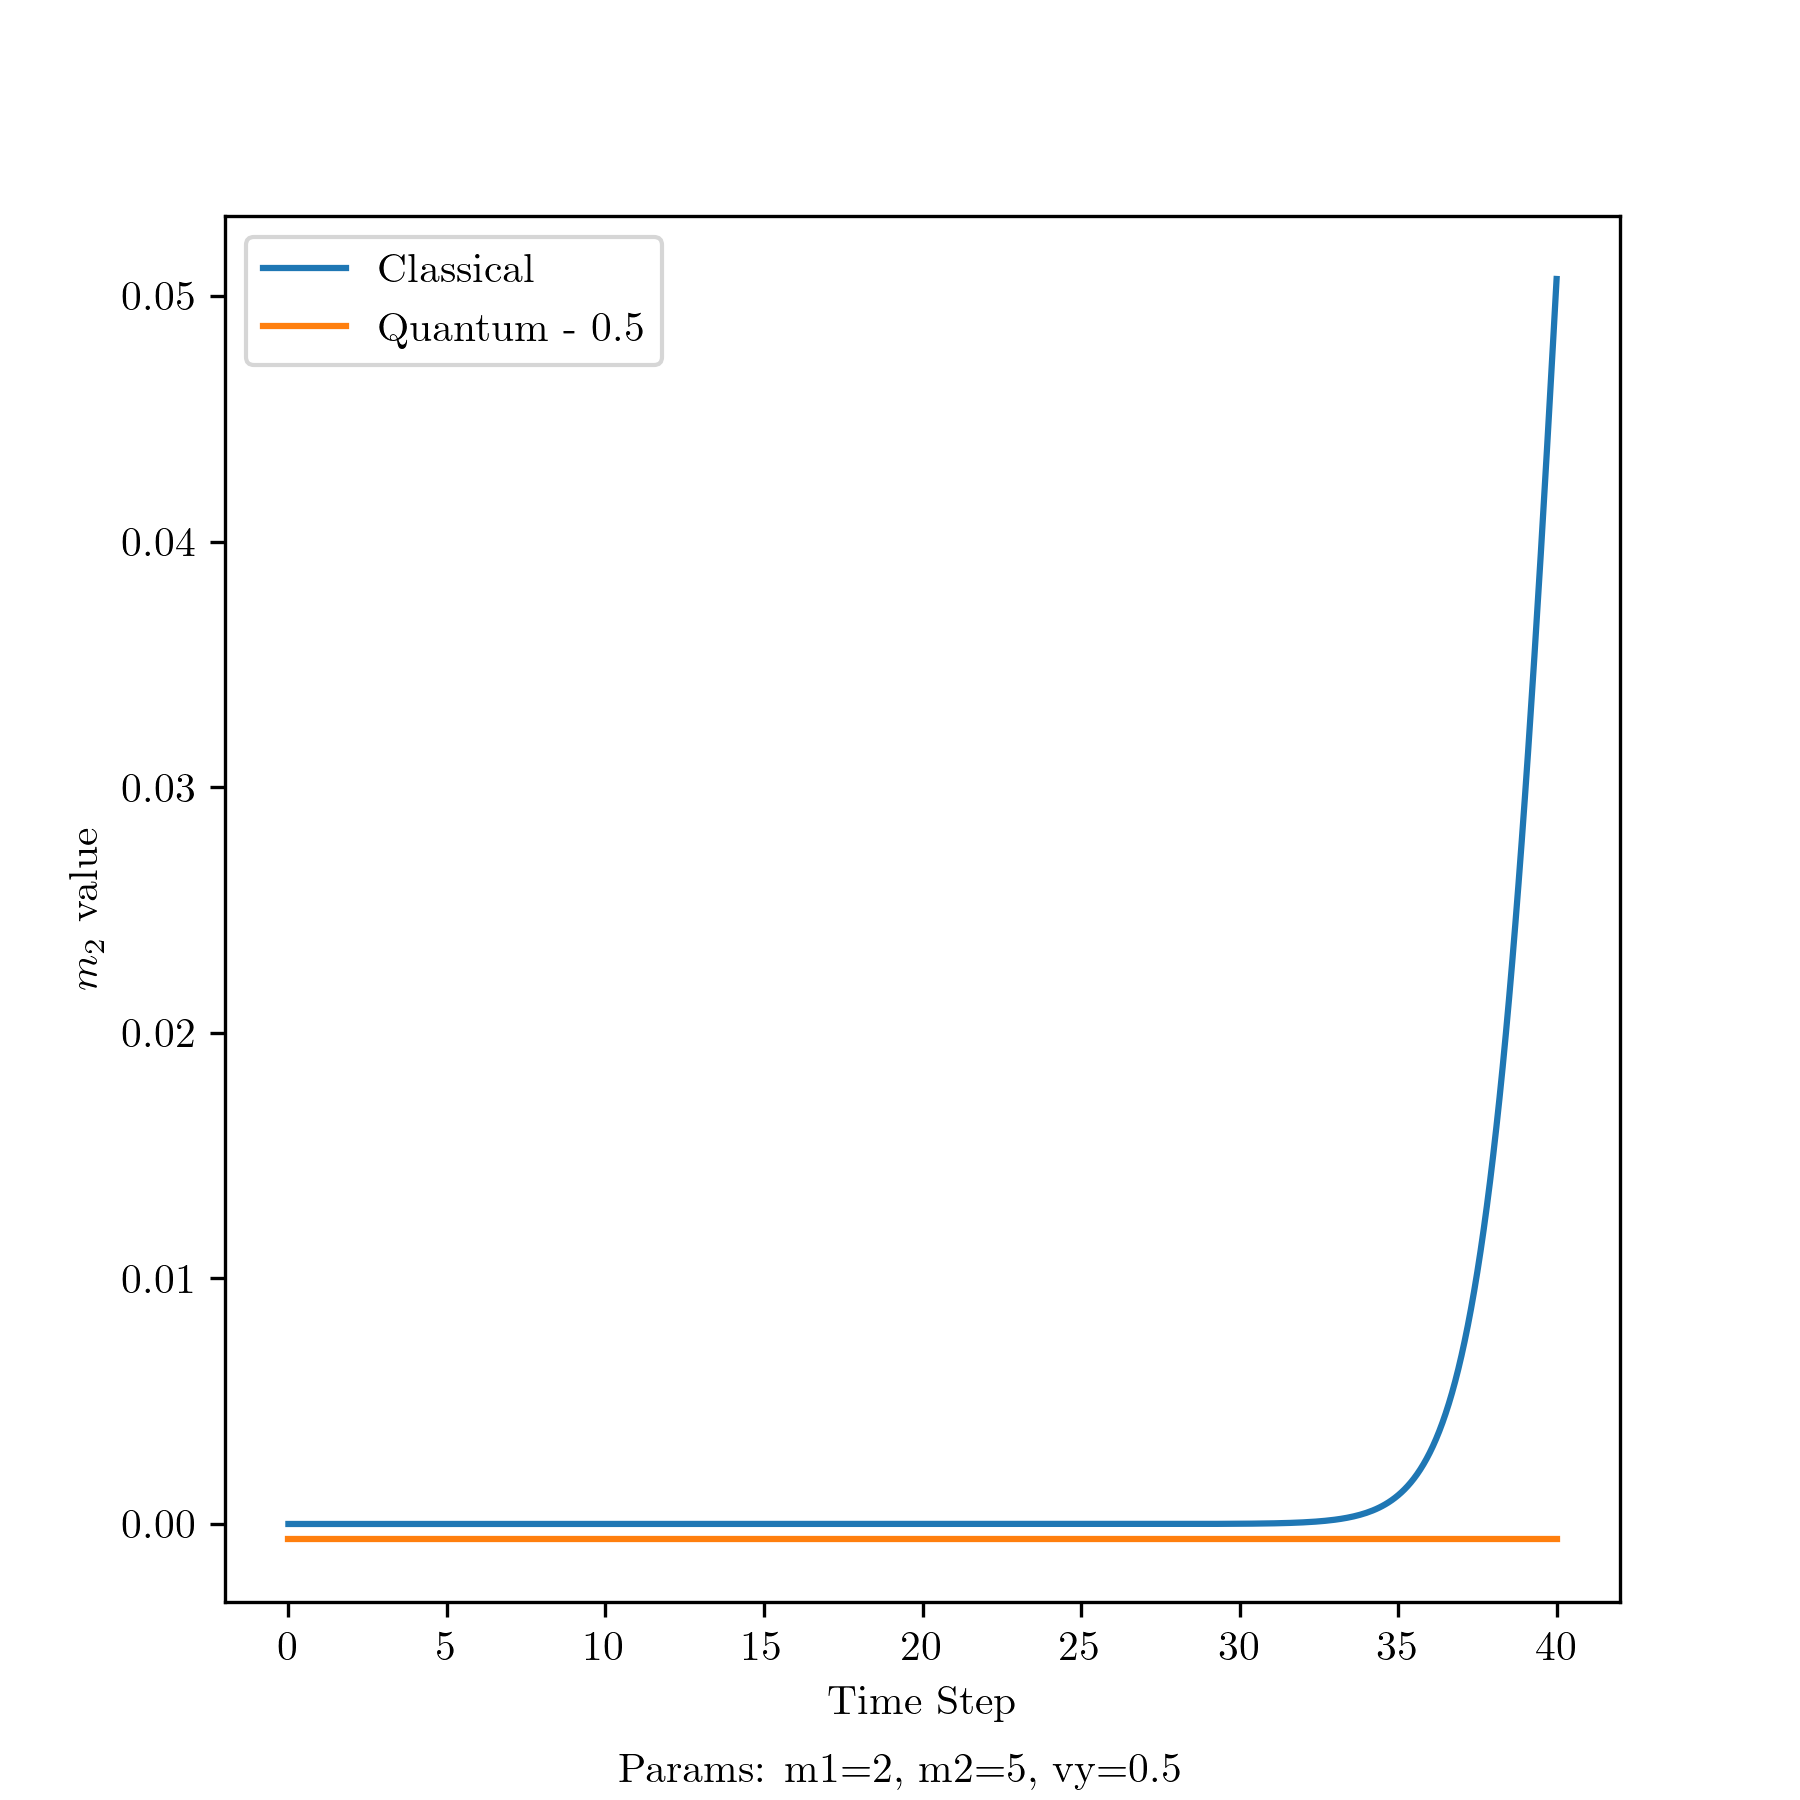 Classical
Quantum - 0.5
0.05
0.04
0.03
0.02
0.01
0.00
m₂ value
0 5 10 15 20 25 30 35 40
Time Step
Params: m1=2, m2=5, vy=0.5